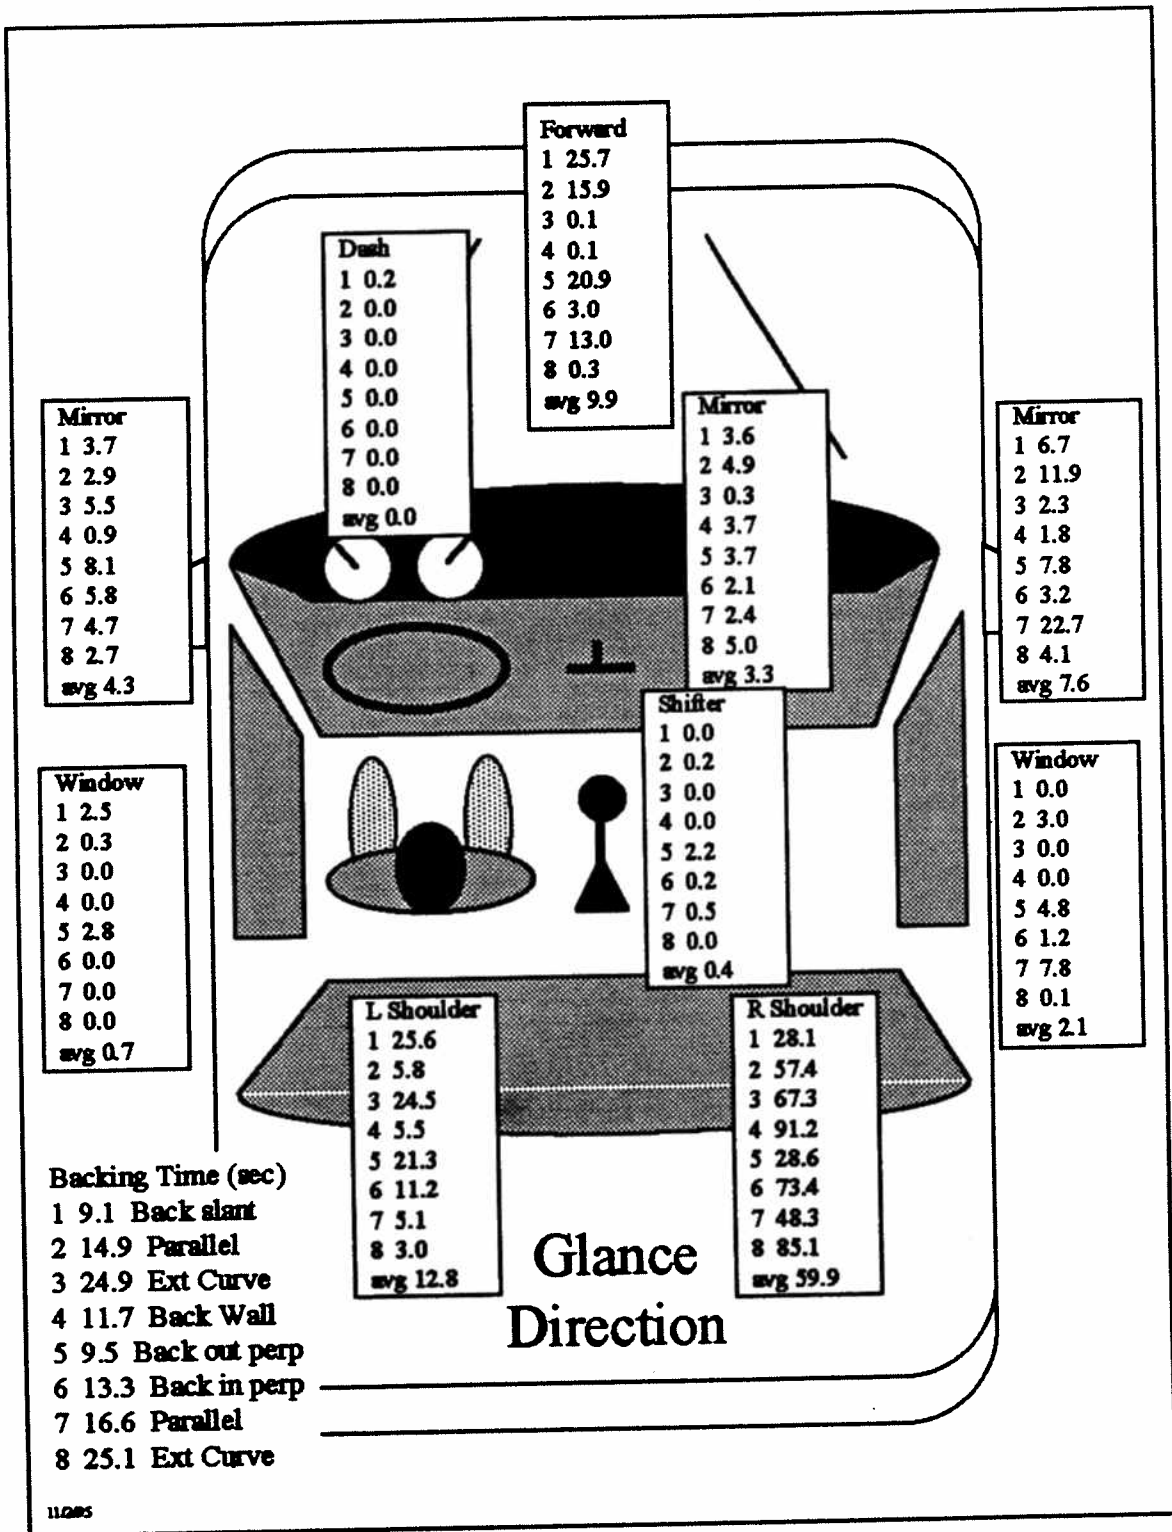 Forward
1 25.7
2 15.9
3 0.1
4 0.1
5 20.9
6 3.0
7 13.0
8 0.3
avg 9.9
Dash
1 0.2
2 0.0
3 0.0
4 0.0
5 0.0
6 0.0
7 0.0
8 0.0
avg 0.0
Mirror
1 3.7
2 2.9
3 5.5
4 0.9
5 8.1
6 5.8
7 4.7
8 2.7
avg 4.3
Mirror
1 3.6
2 4.9
3 0.3
4 3.7
5 3.7
6 2.1
7 2.4
8 5.0
avg 3.3
Mirror
1 6.7
2 11.9
3 2.3
4 1.8
5 7.8
6 3.2
7 22.7
8 4.1
avg 7.6
Shifter
1 0.0
2 0.2
3 0.0
4 0.0
5 2.2
6 0.2
7 0.5
8 0.0
avg 0.4
Window
1 2.5
2 0.3
3 0.0
4 0.0
5 2.8
6 0.0
7 0.0
8 0.0
avg 0.7
Window
1 0.0
2 3.0
3 0.0
4 0.0
5 4.8
6 1.2
7 7.8
8 0.1
avg 2.1
L Shoulder
1 25.6
2 5.8
3 24.5
4 5.5
5 21.3
6 11.2
7 5.1
8 3.0
avg 12.8
R Shoulder
1 28.1
2 57.4
3 67.3
4 91.2
5 28.6
6 73.4
7 48.3
8 85.1
avg 59.9
Backing Time (sec)
1 9.1 Back slant
2 14.9 Parallel
3 24.9 Ext Curve
4 11.7 Back Wall
5 9.5 Back out perp
6 13.3 Back in perp
7 16.6 Parallel
8 25.1 Ext Curve
Glance
Direction